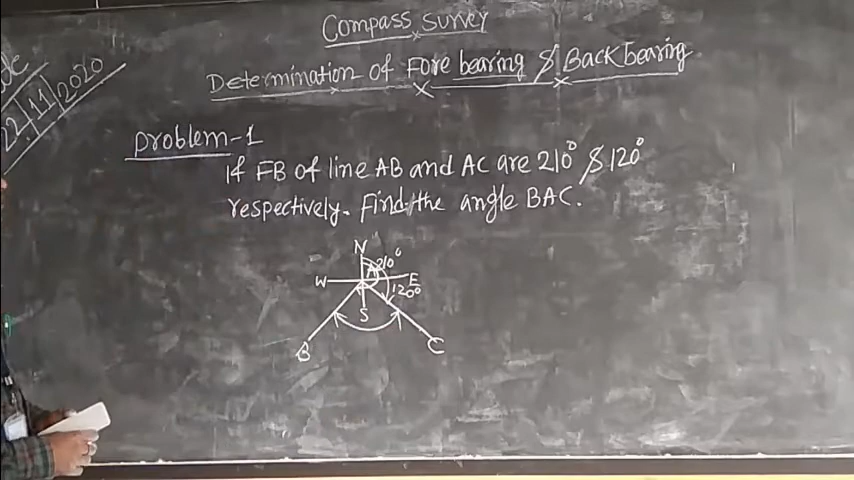 Compass survey
Determination of Fore bearing & Back bearing
22/11/2020
Problem-1
If FB of line AB and AC are 210° & 120°
respectively. Find the angle BAC.
N
210°
A
W
E
120°
S
B
C